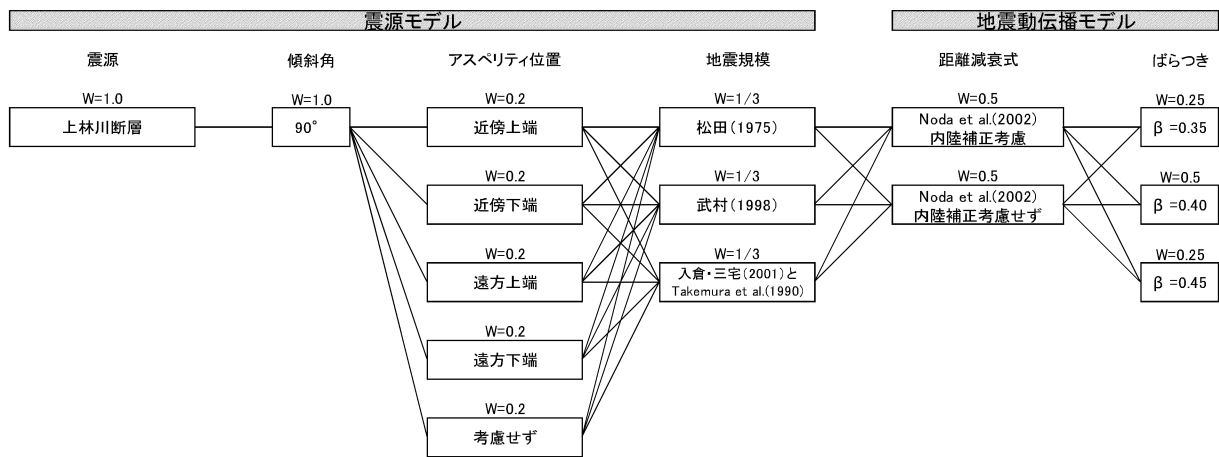 震源モデル
地震動伝播モデル
震源
傾斜角
アスペリティ位置
地震規模
距離減衰式
ばらつき
W=1.0
上林川断層
W=1.0
90°
W=0.2
近傍上端
W=0.2
近傍下端
W=0.2
遠方上端
W=0.2
遠方下端
W=0.2
考慮せず
W=1/3
松田(1975)
W=1/3
武村(1998)
W=1/3
入倉・三宅(2001)と
Takemura et al.(1990)
W=0.5
Noda et al.(2002)
内陸補正考慮
W=0.5
Noda et al.(2002)
内陸補正考慮せず
W=0.25
β=0.35
W=0.5
β=0.40
W=0.25
β=0.45